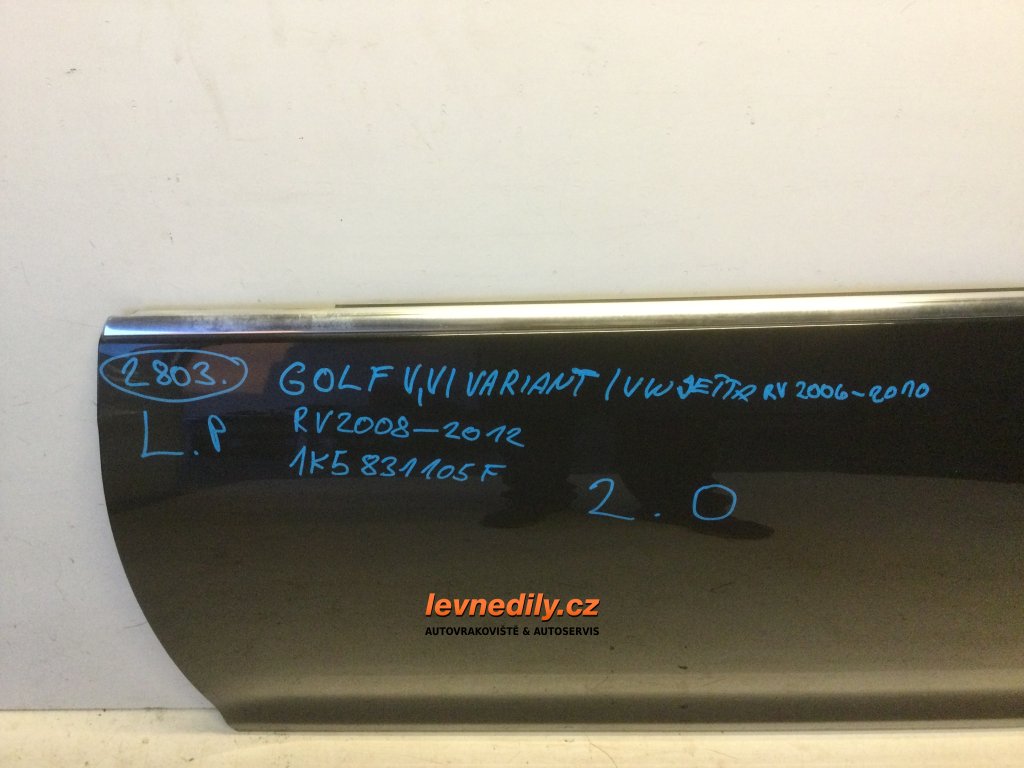 2803.
GOLF V, VI VARIANT / VW JETTA RV 2006-2010
L.P
RV2008-2012
1K5 831 105 F
2.0
levnedily.cz
AUTOVRAKOVIŠTĚ & AUTOSERVIS